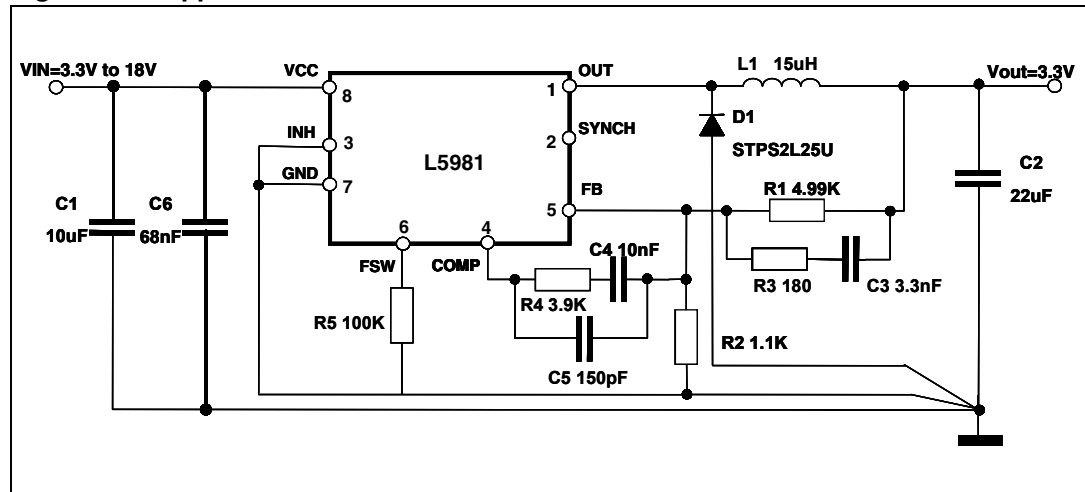 VIN=3.3V to 18V
VCC
8
OUT
1
L1 15uH
Vout=3.3V
INH
3
SYNCH
2
D1
STPS2L25U
GND
7
L5981
FB
5
R1 4.99K
C2
22uF
C1
10uF
C6
68nF
6
FSW
4
COMP
C4 10nF
R3 180
C3 3.3nF
R4 3.9K
R5 100K
R2 1.1K
C5 150pF